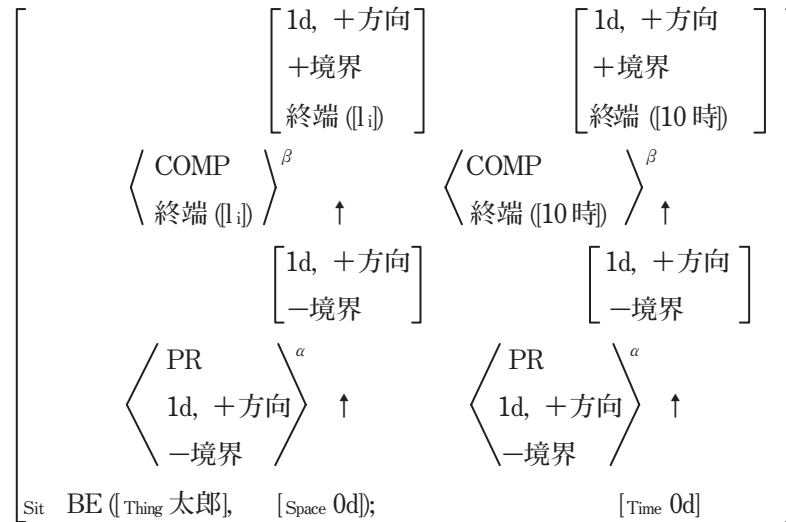 1d, ＋方向 1d, ＋方向
＋境界 ＋境界
終端 ([l i]) 終端 ([10 時])
COMP β COMP β
終端 ([l i]) ↑ 終端 ([10 時]) ↑
1d, ＋方向 1d, ＋方向
−境界 −境界
PR α PR α
1d, ＋方向 ↑ 1d, ＋方向 ↑
−境界 −境界
Sit BE ([ Thing 太郎], [ Space 0d]); [ Time 0d]